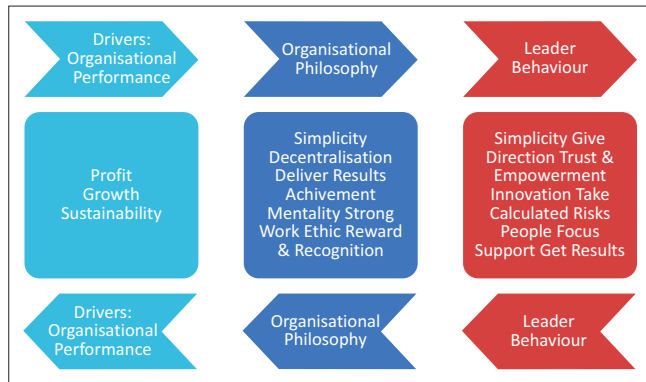 Drivers:
Organisational
Performance
Organisational
Philosophy
Leader
Behaviour
Profit
Growth
Sustainability
Simplicity
Decentralisation
Deliver Results
Achivement
Mentality Strong
Work Ethic Reward
& Recognition
Simplicity Give
Direction Trust &
Empowerment
Innovation Take
Calculated Risks
People Focus
Support Get Results
Drivers:
Organisational
Performance
Organisational
Philosophy
Leader
Behaviour